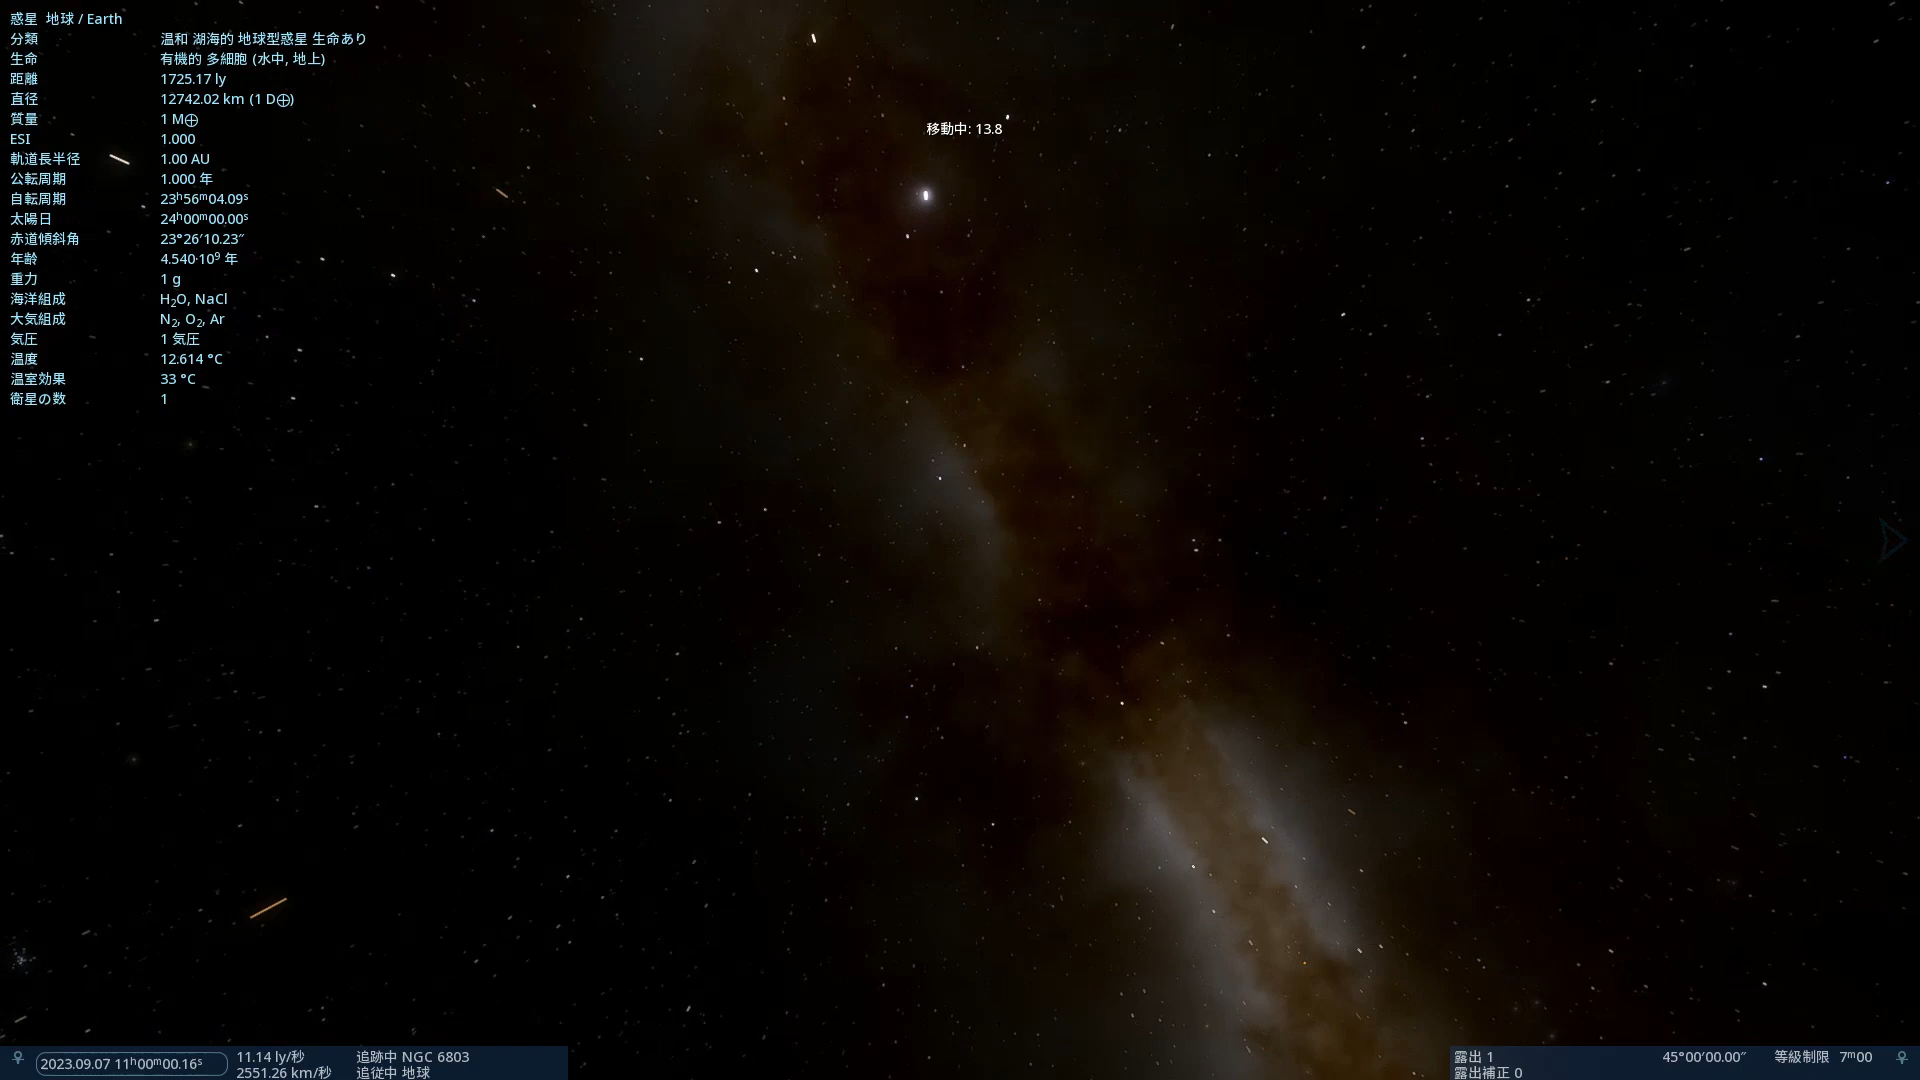 惑星 地球 / Earth
分類 温和 湖海的 地球型惑星 生命あり
生命 有機的 多細胞 (水中, 地上)
距離 1725.17 ly
直径 12742.02 km (1 D⊕)
質量 1 M⊕
ESI 1.000
軌道長半径 1.00 AU
公転周期 1.000 年
自転周期 23ʰ56ᵐ04.09ˢ
太陽日 24ʰ00ᵐ00.00ˢ
赤道傾斜角 23°26′10.23″
年齢 4.540·10⁹ 年
重力 1 g
海洋組成 H₂O, NaCl
大気組成 N₂, O₂, Ar
気圧 1 気圧
温度 12.614 °C
温室効果 33 °C
衛星の数 1
移動中: 13.8
2023.09.07 11ʰ00ᵐ00.16ˢ
11.14 ly/秒 追跡中 NGC 6803
2551.26 km/秒 追従中 地球
露出 1 45°00′00.00″ 等級制限 7ᵐ00
露出補正 0